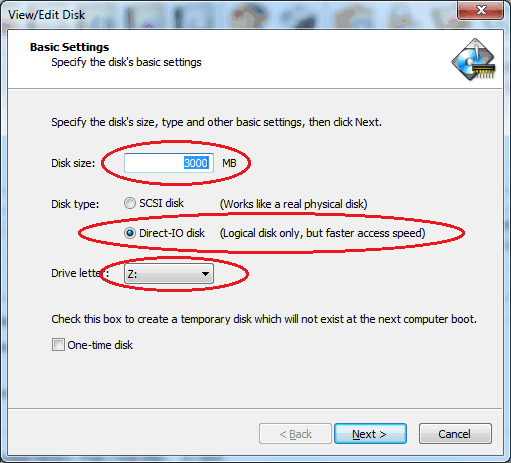 View/Edit Disk
Basic Settings
Specify the disk's basic settings
Specify the disk's size, type and other basic settings, then click Next.
Disk size: 3000 MB
Disk type: SCSI disk (Works like a real physical disk)
Direct-IO disk (Logical disk only, but faster access speed)
Drive letter: Z:
Check this box to create a temporary disk which will not exist at the next computer boot.
One-time disk
< Back Next > Cancel